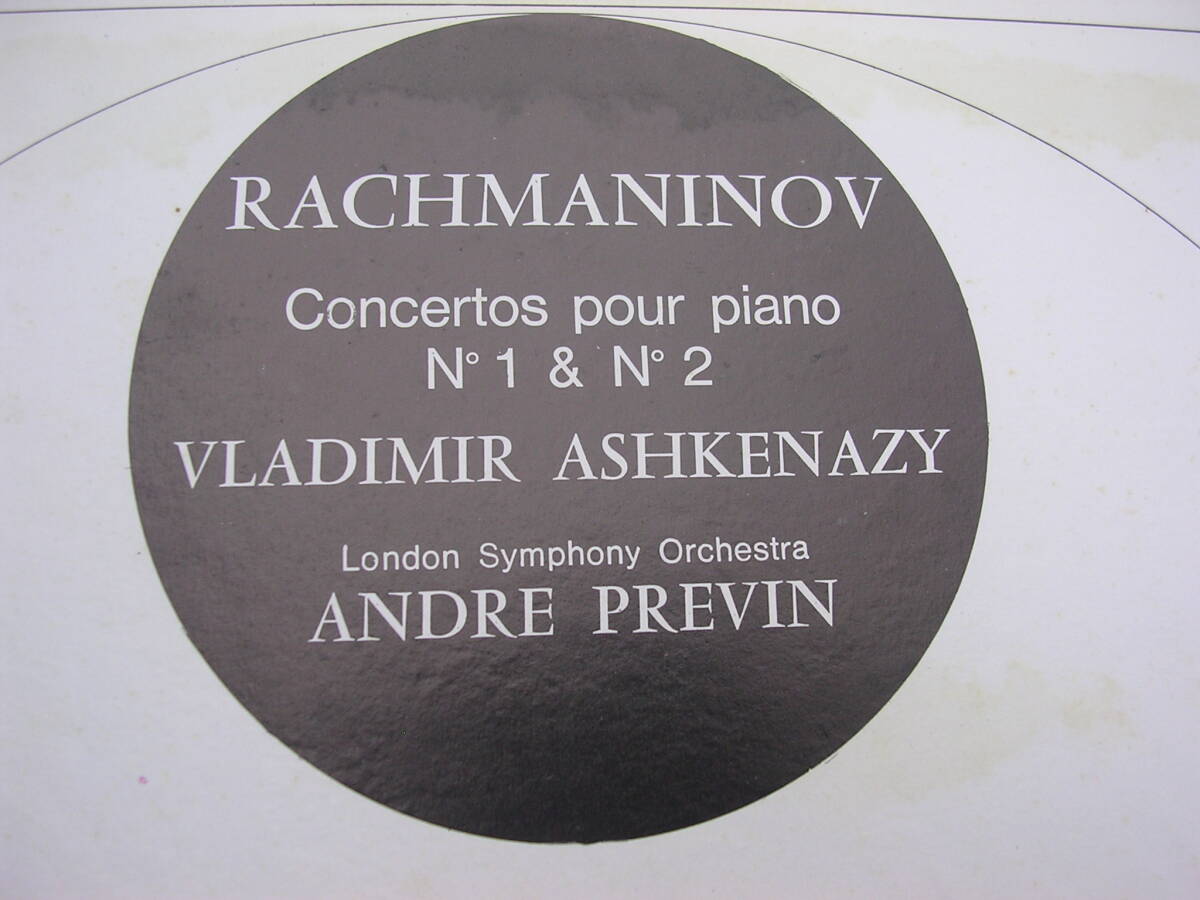 RACHMANINOV
Concertos pour piano
N° 1 & N° 2
VLADIMIR ASHKENAZY
London Symphony Orchestra
ANDRE PREVIN